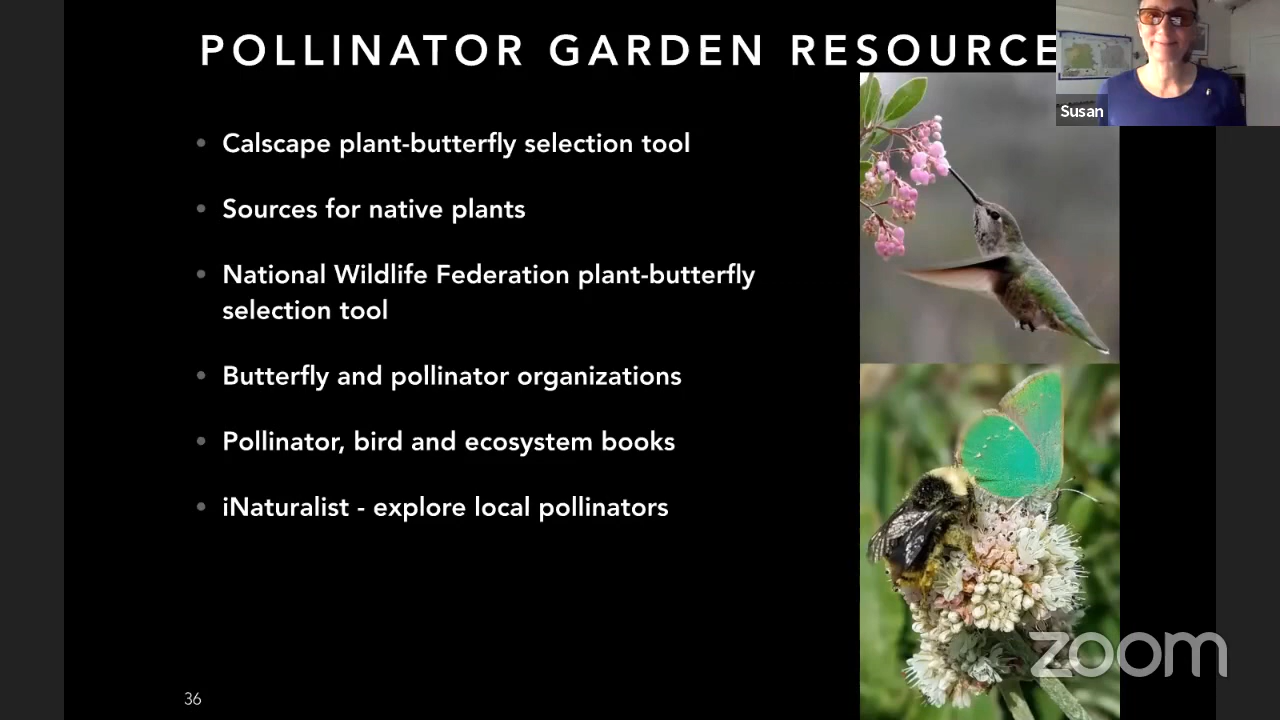 POLLINATOR GARDEN RESOURCE
Susan
Calscape plant-butterfly selection tool
Sources for native plants
National Wildlife Federation plant-butterfly
selection tool
Butterfly and pollinator organizations
Pollinator, bird and ecosystem books
iNaturalist - explore local pollinators
zoom
36